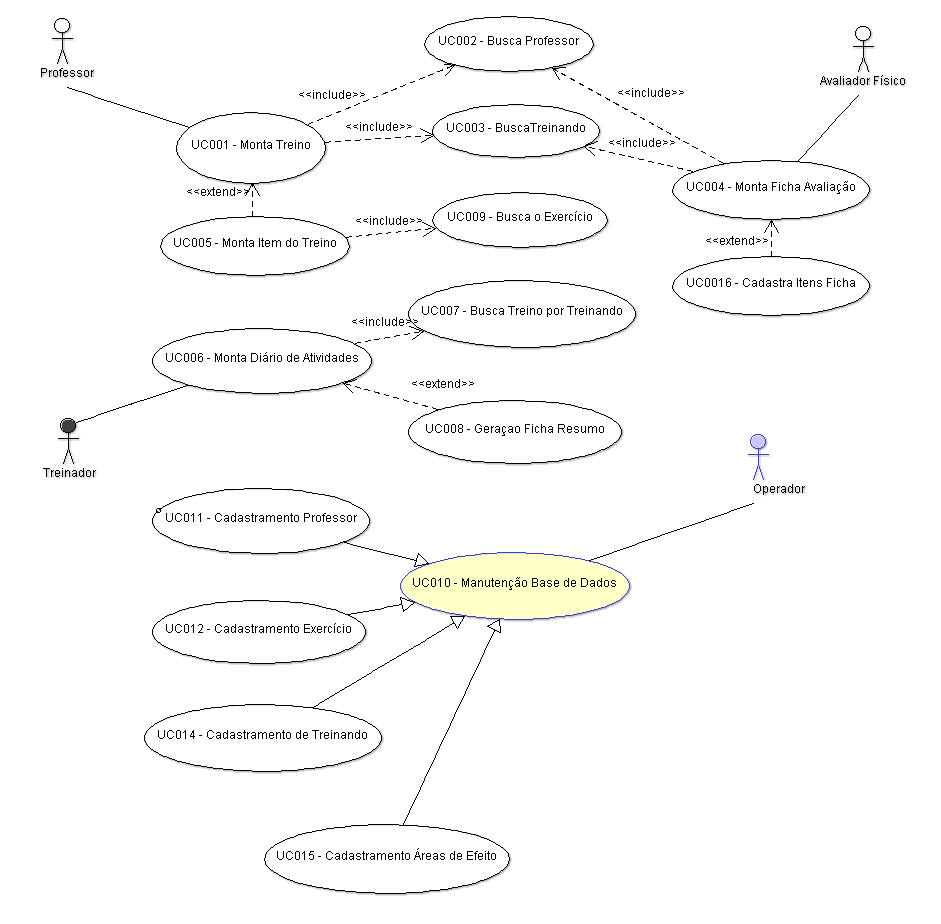 UC002 - Busca Professor
Professor
Avaliador Físico
<<include>>
<<include>>
<<include>>
UC003 - BuscaTreinando
UC001 - Monta Treino
<<include>>
UC004 - Monta Ficha Avaliação
<<extend>>
<<include>>
UC009 - Busca o Exercício
UC005 - Monta Item do Treino
<<extend>>
UC0016 - Cadastra Itens Ficha
UC007 - Busca Treino por Treinando
<<include>>
UC006 - Monta Diário de Atividades
<<extend>>
UC008 - Geraçao Ficha Resumo
Treinador
Operador
UC011 - Cadastramento Professor
UC010 - Manutenção Base de Dados
UC012 - Cadastramento Exercício
UC014 - Cadastramento de Treinando
UC015 - Cadastramento Áreas de Efeito